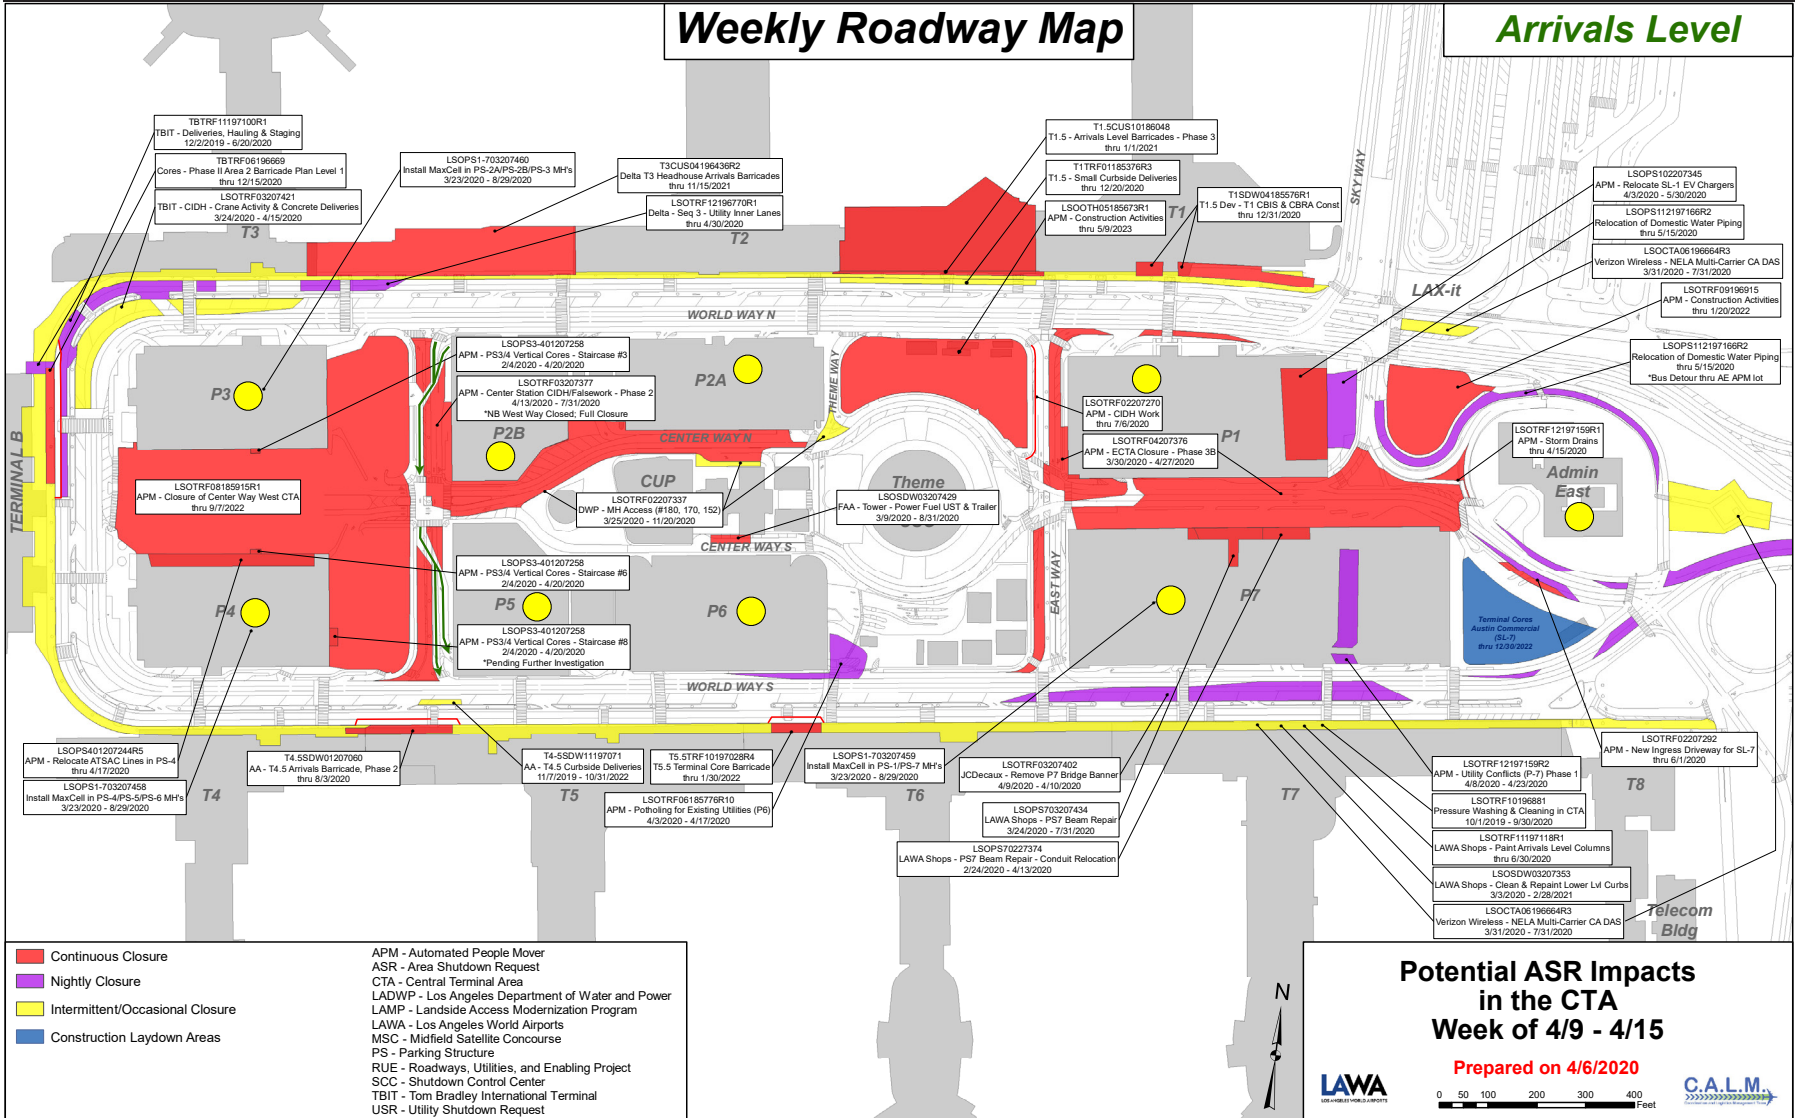 Weekly Roadway Map
Arrivals Level
TBTRF11197100R1
TBIT - Deliveries, Hauling & Staging
12/2/2019 - 6/20/2020
TBTRF06196669
Cores - Phase II Area 2 Barricade Plan Level 1
thru 12/15/2020
LSOTRF03207421
TBIT - CIDH - Crane Activity & Concrete Deliveries
3/24/2020 - 4/15/2020
LSOPS1-703207460
Install MaxCell in PS-2A/PS-2B/PS-3 MH's
3/23/2020 - 8/29/2020
T3CUS04196436R2
Delta T3 Headhouse Arrivals Barricades
thru 11/15/2021
LSOTRF12196770R1
Delta - Seq 3 - Utility Inner Lanes
thru 4/30/2020
T1.5CUS10186048
T1.5 - Arrivals Level Barricades - Phase 3
thru 1/1/2021
T1TRF01185376R3
T1.5 - Small Curbside Deliveries
thru 12/20/2020
LSOOTH05185673R1
APM - Construction Activities
thru 5/9/2023
T1SDW04185576R1
T1.5 Dev - T1 CBIS & CBRA Const
thru 12/31/2020
LSOPS102207345
APM - Relocate SL-1 EV Chargers
4/3/2020 - 5/30/2020
LSOPS112197166R2
Relocation of Domestic Water Piping
thru 5/15/2020
LSOCTA06196664R3
Verizon Wireless - NELA Multi-Carrier CA DAS
3/31/2020 - 7/31/2020
LSOTRF09196915
APM - Construction Activities
thru 1/20/2022
LSOPS112197166R2
Relocation of Domestic Water Piping
thru 5/15/2020
*Bus Detour thru AE APM lot
T3
T2
T1
SKY WAY
LAX-it
WORLD WAY N
LSOPS3-401207258
APM - PS3/4 Vertical Cores - Staircase #3
2/4/2020 - 4/20/2020
LSOTRF03207377
APM - Center Station CIDH/Falsework - Phase 2
4/13/2020 - 7/31/2020
*NB West Way Closed; Full Closure
P3
P2A
P2B
THEME WAY
CENTER WAY N
LSOTRF02207270
APM - CIDH Work
thru 7/6/2020
LSOTRF04207376
APM - ECTA Closure - Phase 3B
3/30/2020 - 4/27/2020
P1
LSOTRF12197159R1
APM - Storm Drains
thru 4/15/2020
Admin
East
TERMINAL B
LSOTRF08185915R1
APM - Closure of Center Way West CTA
thru 9/7/2022
CUP
LSOTRF02207337
DWP - MH Access (#180, 170, 152)
3/25/2020 - 11/20/2020
Theme
LSOSDW03207429
FAA - Tower - Power Fuel UST & Trailer
3/9/2020 - 8/31/2020
CENTER WAY S
LSOPS3-401207258
APM - PS3/4 Vertical Cores - Staircase #6
2/4/2020 - 4/20/2020
P4
P5
P6
EAST WAY
P7
LSOPS3-401207258
APM - PS3/4 Vertical Cores - Staircase #8
2/4/2020 - 4/20/2020
*Pending Further Investigation
Terminal Cores
Austin Commercial
(SL-7)
thru 12/30/2022
WORLD WAY S
LSOPS401207244R5
APM - Relocate ATSAC Lines in PS-4
thru 4/17/2020
LSOPS1-703207458
Install MaxCell in PS-4/PS-5/PS-6 MH's
3/23/2020 - 8/29/2020
T4.5SDW01207060
AA - T4.5 Arrivals Barricade, Phase 2
thru 8/3/2020
T4-5SDW11197071
AA - T4.5 Curbside Deliveries
11/7/2019 - 10/31/2022
T5.5TRF10197028R4
T5.5 Terminal Core Barricade
thru 1/30/2022
LSOTRF06185776R10
APM - Potholing for Existing Utilities (P6)
4/3/2020 - 4/17/2020
LSOPS1-703207459
Install MaxCell in PS-1/PS-7 MH's
3/23/2020 - 8/29/2020
LSOTRF03207402
JCDecaux - Remove P7 Bridge Banner
4/9/2020 - 4/10/2020
LSOPS703207434
LAWA Shops - PS7 Beam Repair
3/24/2020 - 7/31/2020
LSOPS70227374
LAWA Shops - PS7 Beam Repair - Conduit Relocation
2/24/2020 - 4/13/2020
LSOTRF02207292
APM - New Ingress Driveway for SL-7
thru 6/1/2020
LSOTRF12197159R2
APM - Utility Conflicts (P-7) Phase 1
4/8/2020 - 4/23/2020
LSOTRF10196881
Pressure Washing & Cleaning in CTA
10/1/2019 - 9/30/2020
LSOTRF11197118R1
LAWA Shops - Paint Arrivals Level Columns
thru 6/30/2020
LSOSDW03207353
LAWA Shops - Clean & Repaint Lower Lvl Curbs
3/3/2020 - 2/28/2021
LSOCTA06196664R3
Verizon Wireless - NELA Multi-Carrier CA DAS
3/31/2020 - 7/31/2020
T4
T5
T6
T7
T8
Telecom
Bldg
Continuous Closure
Nightly Closure
Intermittent/Occasional Closure
Construction Laydown Areas
APM - Automated People Mover
ASR - Area Shutdown Request
CTA - Central Terminal Area
LADWP - Los Angeles Department of Water and Power
LAMP - Landside Access Modernization Program
LAWA - Los Angeles World Airports
MSC - Midfield Satellite Concourse
PS - Parking Structure
RUE - Roadways, Utilities, and Enabling Project
SCC - Shutdown Control Center
TBIT - Tom Bradley International Terminal
USR - Utility Shutdown Request
N
Potential ASR Impacts
in the CTA
Week of 4/9 - 4/15
Prepared on 4/6/2020
LAWA
LOS ANGELES WORLD AIRPORTS
0 50 100 200 300 400
Feet
C.A.L.M.